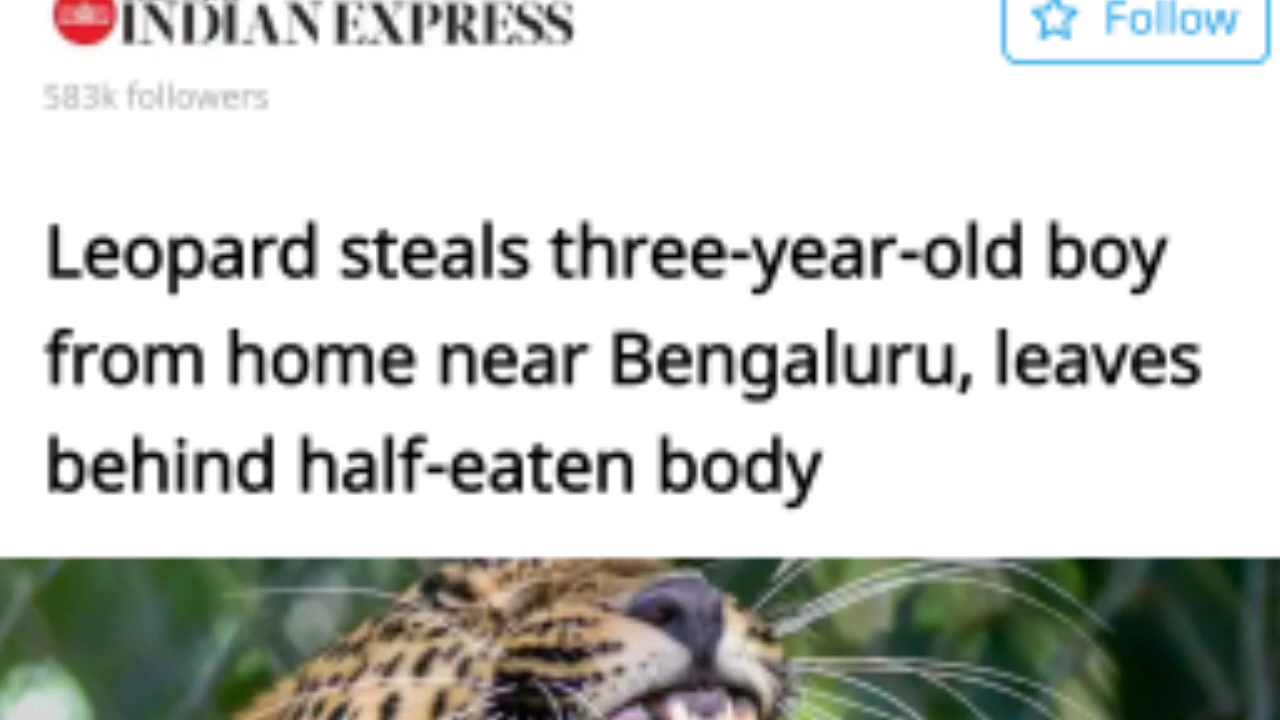 INDIAN EXPRESS
Follow
583k followers
Leopard steals three-year-old boy
from home near Bengaluru, leaves
behind half-eaten body